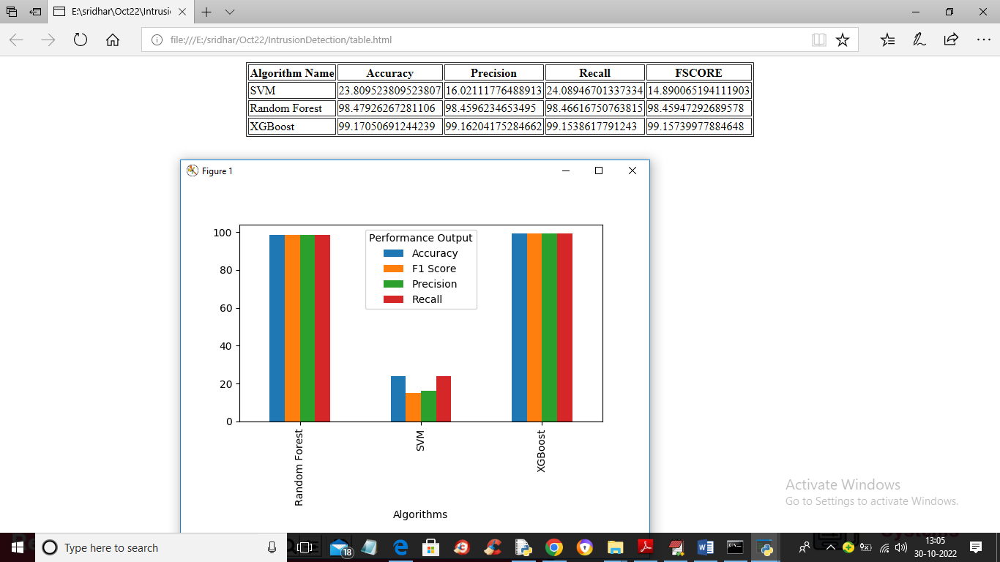 E:\sridhar\Oct22\Intrusi
file:///E:/sridhar/Oct22/IntrusionDetection/table.html
Algorithm Name Accuracy Precision Recall FSCORE
SVM 23.809523809523807 16.02111776488913 24.08946701337334 14.890065194111903
Random Forest 98.47926267281106 98.4596234653495 98.46616750763815 98.45947292689578
XGBoost 99.17050691244239 99.16204175284662 99.1538617791243 99.15739977884648
Figure 1
100
80
60
40
20
0
Performance Output
Accuracy
F1 Score
Precision
Recall
Random Forest
SVM
XGBoost
Algorithms
Activate Windows
Go to Settings to activate Windows.
Type here to search
18
13:05
30-10-2022